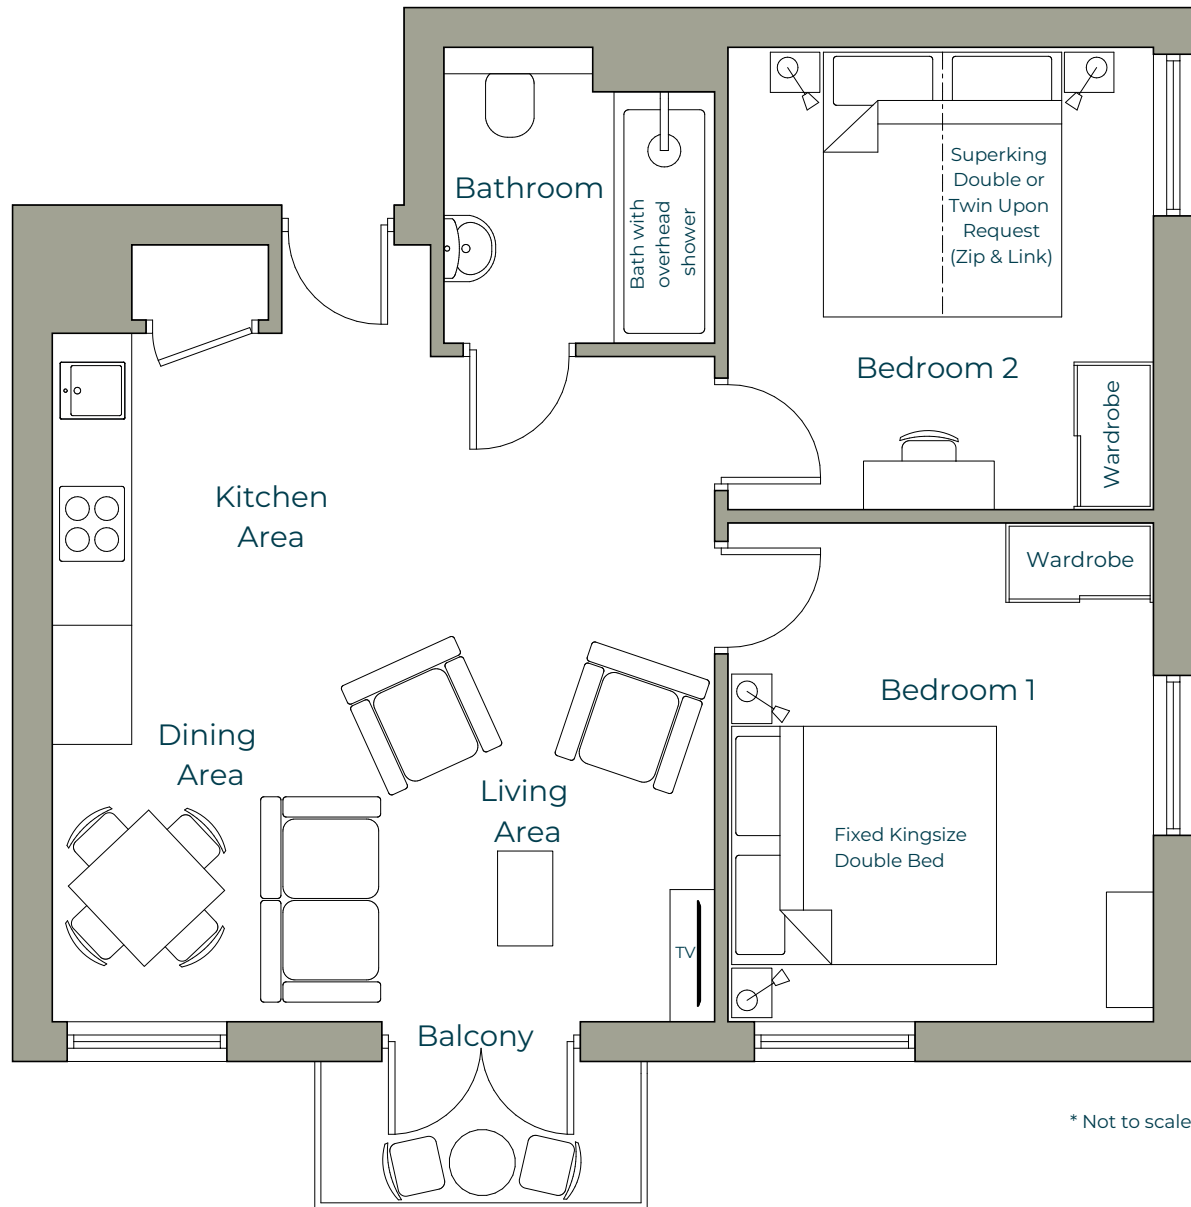 Bathroom
Bath with
overhead
shower
Superking
Double or
Twin Upon
Request
(Zip & Link)
Bedroom 2
Wardrobe
Kitchen
Area
Wardrobe
Bedroom 1
Dining
Area
Living
Area
Fixed Kingsize
Double Bed
TV
Balcony
* Not to scale